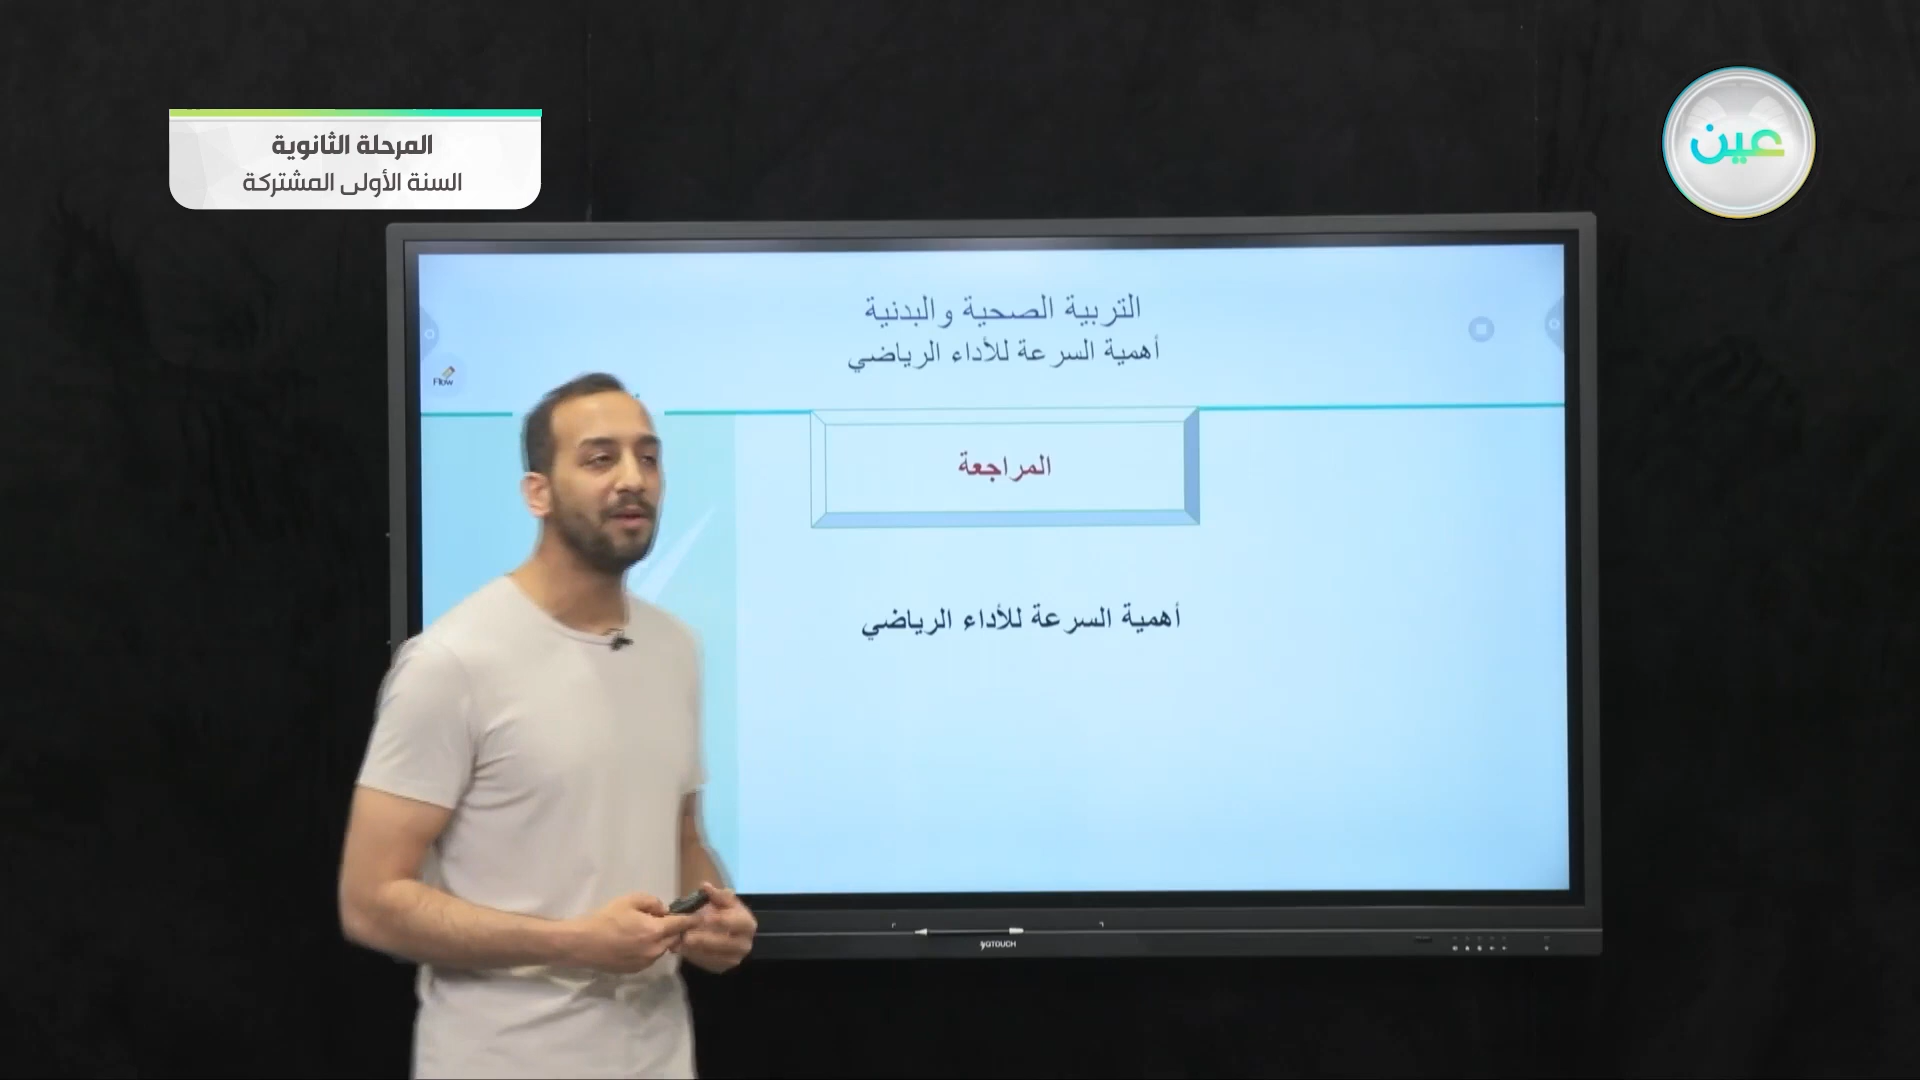 المرحلة الثانوية
السنة الأولى المشتركة
عين
التربية الصحية والبدنية
أهمية السرعة للأداء الرياضي
Flow
المراجعة
أهمية السرعة للأداء الرياضي
YQTOUCH